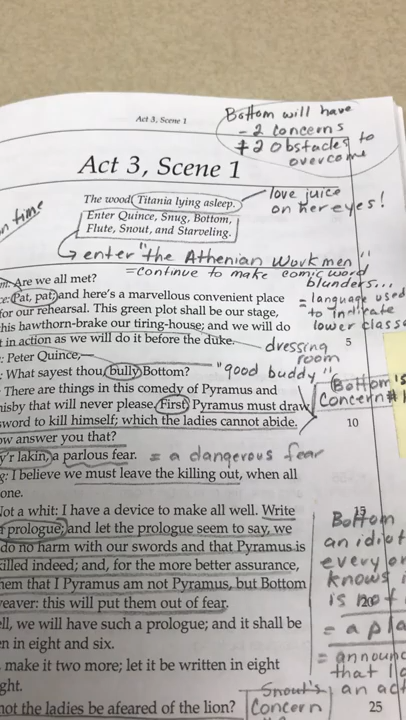 Act 3, Scene 1
Bottom will have
- 2 concerns
+ 2 obstacles to
overcome
Act 3, Scene 1
The wood, Titania lying asleep.
love juice
on her eyes!
Enter Quince, Snug, Bottom,
Flute, Snout, and Starveling.
n time
enter "the Athenian Workmen"
= continue to make comic word
blunders...
m. Are we all met?
ce: Pat, pat; and here's a marvellous convenient place
= language used
for our rehearsal. This green plot shall be our stage,
to indicate
this hawthorn-brake our tiring-house; and we will do
lower class
t in action as we will do it before the duke.
5
dressing
room
: Peter Quince,—
: What sayest thou, bully Bottom?
"good buddy"
There are things in this comedy of Pyramus and
Bottom's
hisby that will never please. First, Pyramus must draw
Concern #1
sword to kill himself; which the ladies cannot abide.
10
ow answer you that?
y'r lakin, a parlous fear.
= a dangerous fear
g: I believe we must leave the killing out, when all
one.
Not a whit: I have a device to make all well. Write
15
Bottom
a prologue; and let the prologue seem to say, we
an idiot
do no harm with our swords and that Pyramus is
every
killed indeed; and, for the more better assurance,
knows
hem that I Pyramus am not Pyramus, but Bottom
is
20
eaver: this will put them out of fear.
= a pla
ell, we will have such a prologue; and it shall be
= announc
en in eight and six.
that I a
, make it two more; let it be written in eight
an act
ght.
Snout's
Concern
not the ladies be afeared of the lion?
25